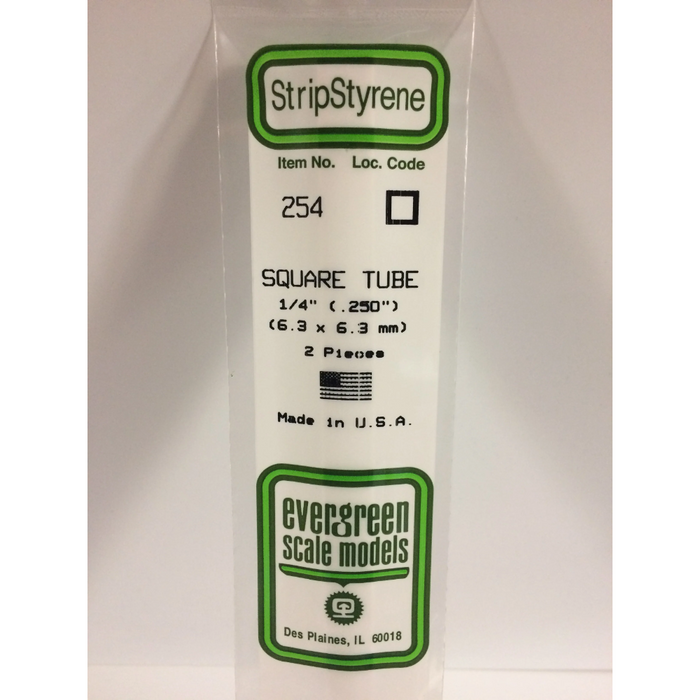 StripStyrene
Item No. Loc. Code
254
SQUARE TUBE
1/4" (.250")
(6.3 x 6.3 mm)
2 Pieces
Made in U.S.A.
evergreen
scale models
Des Plaines, IL 60018